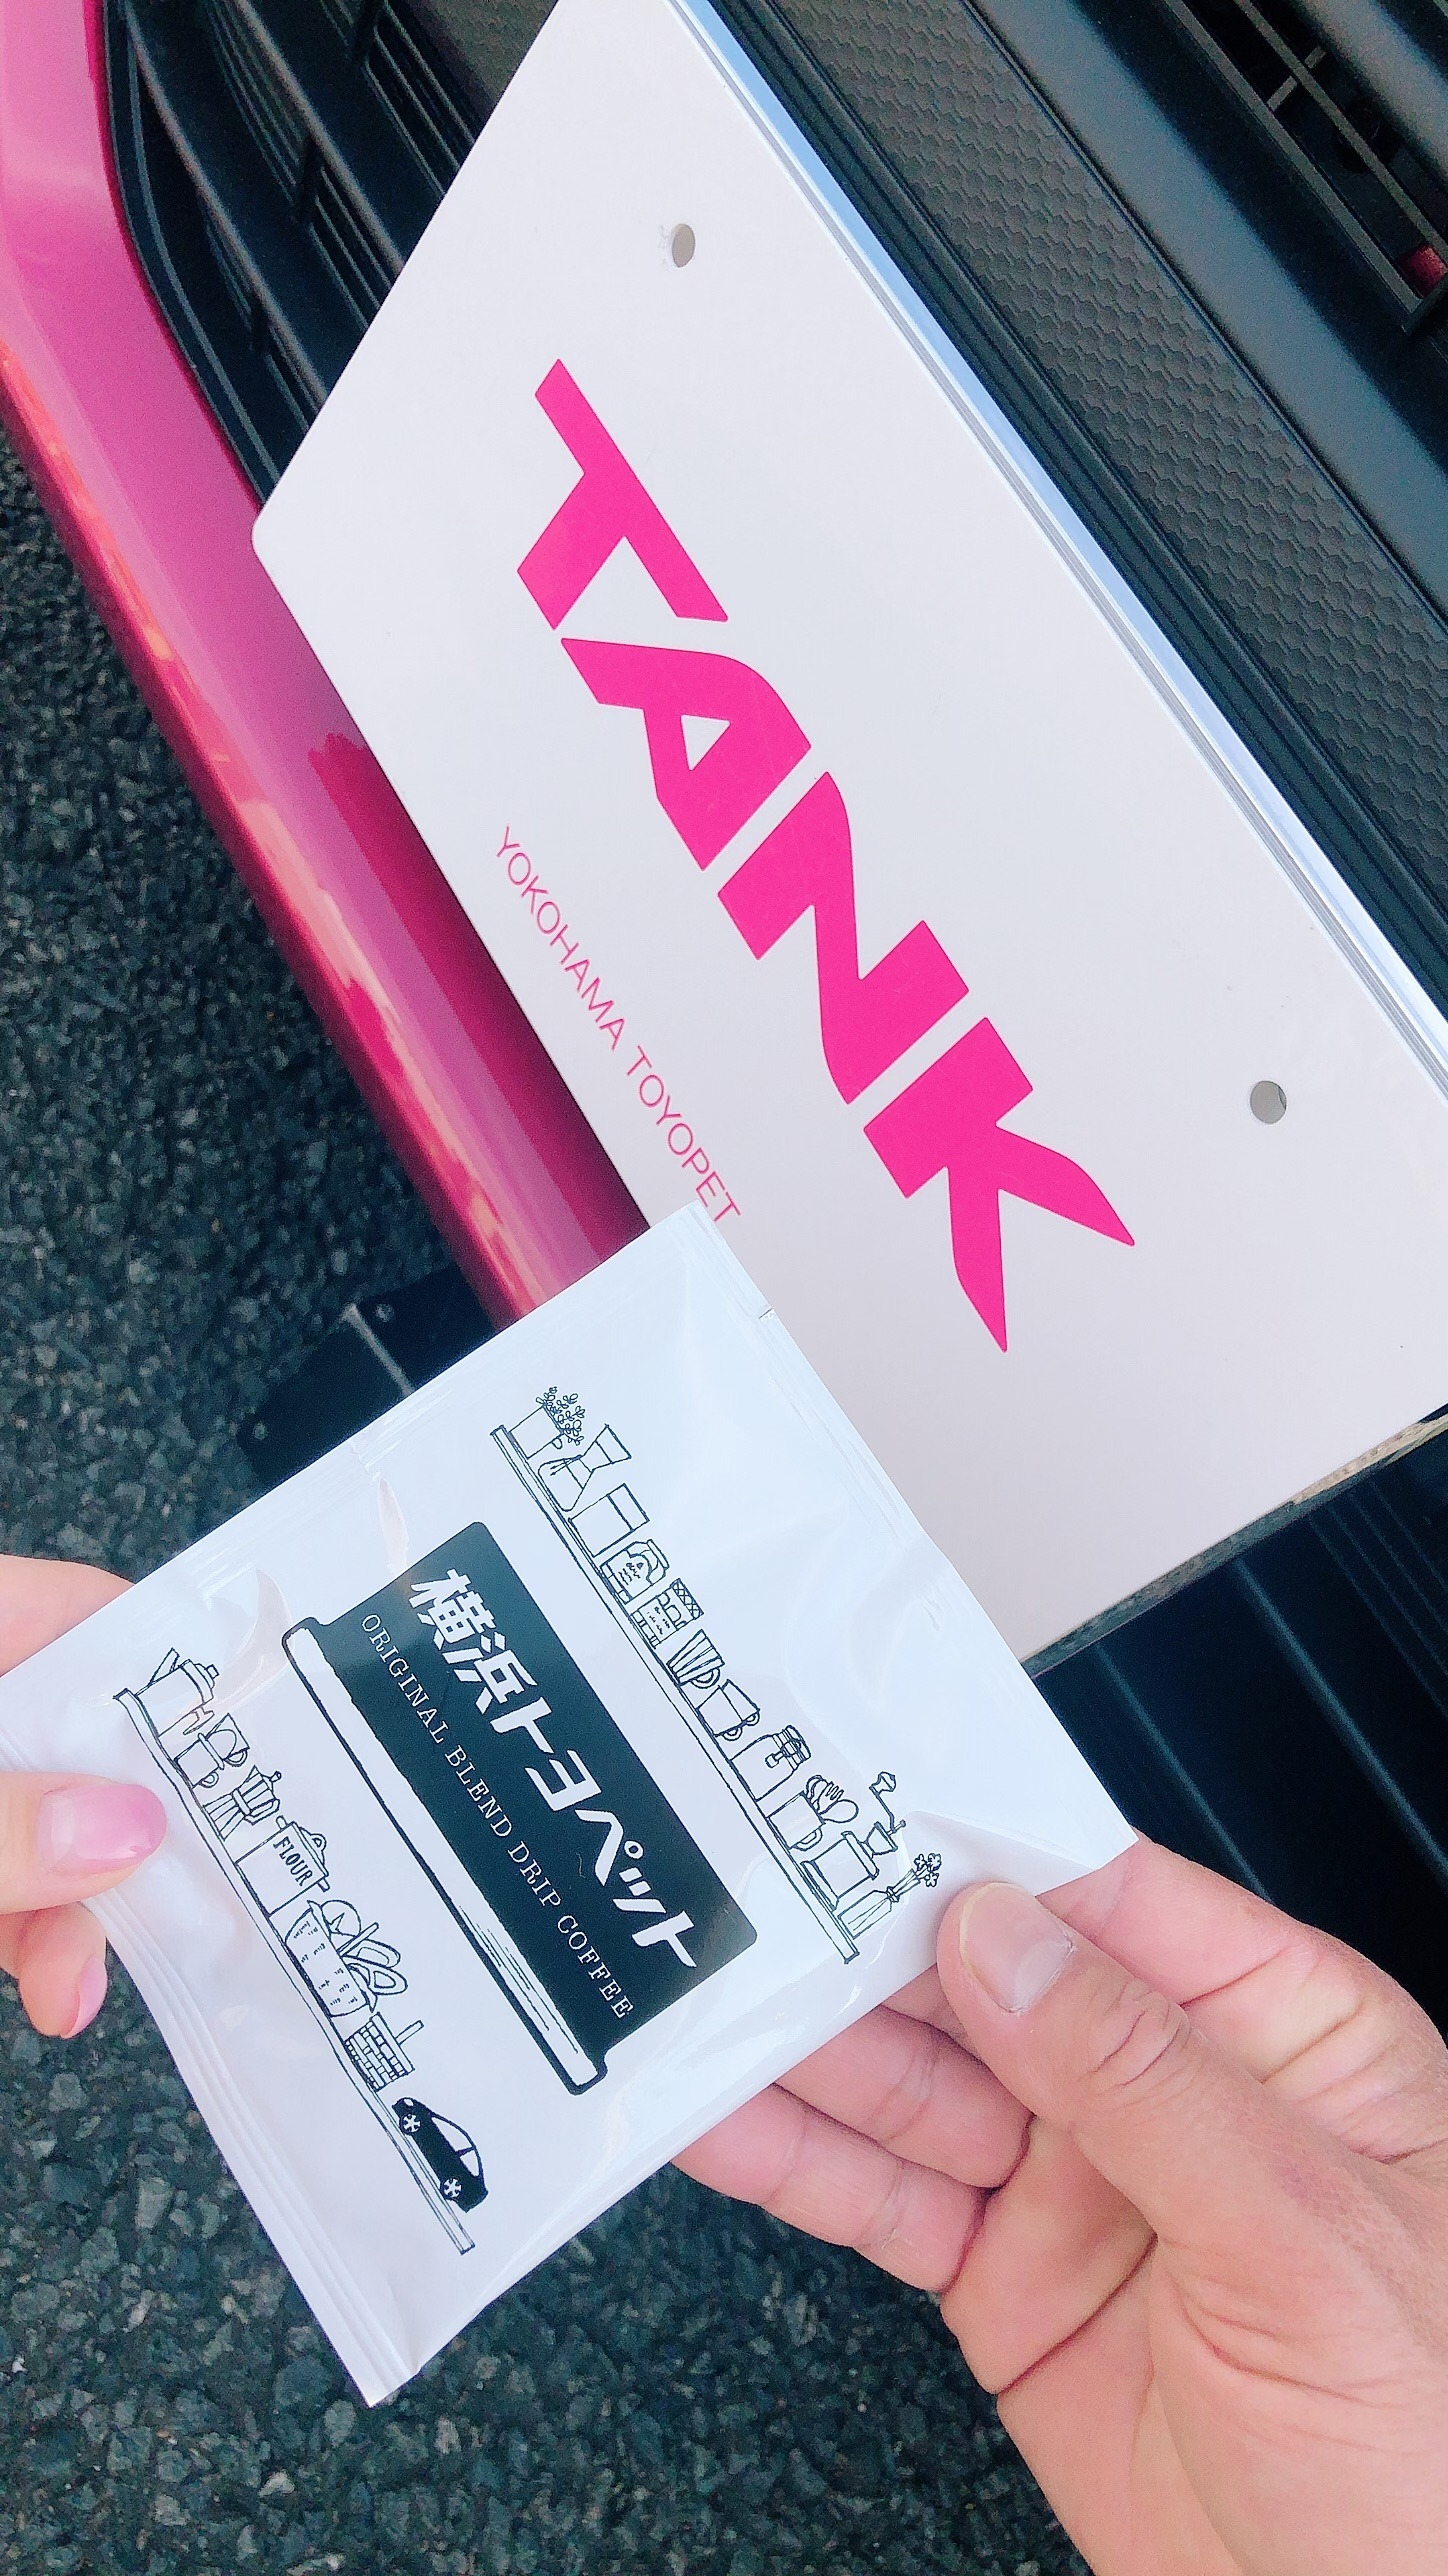 TANK
YOKOHAMA TOYOPET
横浜トヨペット
ORIGINAL BLEND DRIP COFFEE
FLOUR